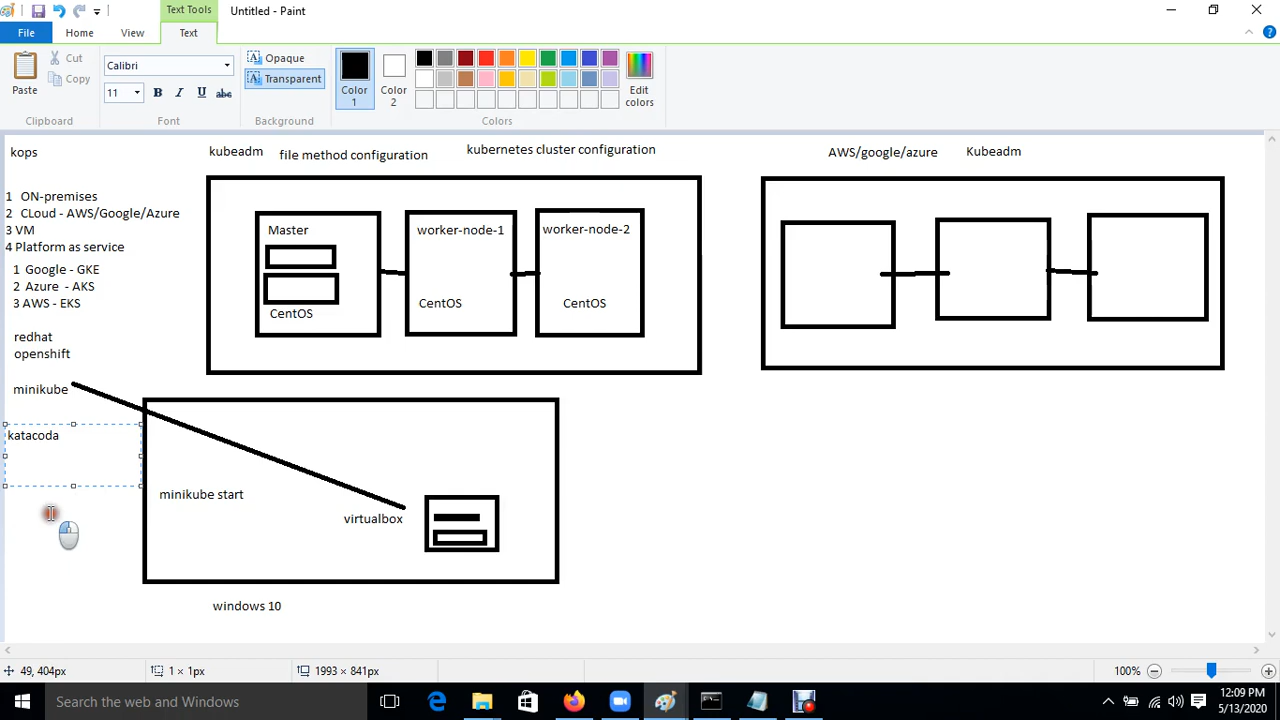 Text Tools
Untitled - Paint
File
Home
View
Text
Paste
Cut
Copy
Clipboard
Calibri
11
B I U abc
Font
Opaque
Transparent
Background
Color 1
Color 2
Edit colors
Colors
kops
kubeadm
file method configuration
kubernetes cluster configuration
AWS/google/azure
Kubeadm
1 ON-premises
2 CLoud - AWS/Google/Azure
3 VM
4 Platform as service
1 Google - GKE
2 Azure - AKS
3 AWS - EKS
redhat
openshift
minikube
katacoda
Master
CentOS
worker-node-1
CentOS
worker-node-2
CentOS
minikube start
virtualbox
windows 10
49, 404px
1 × 1px
1993 × 841px
100%
Search the web and Windows
12:09 PM
5/13/2020